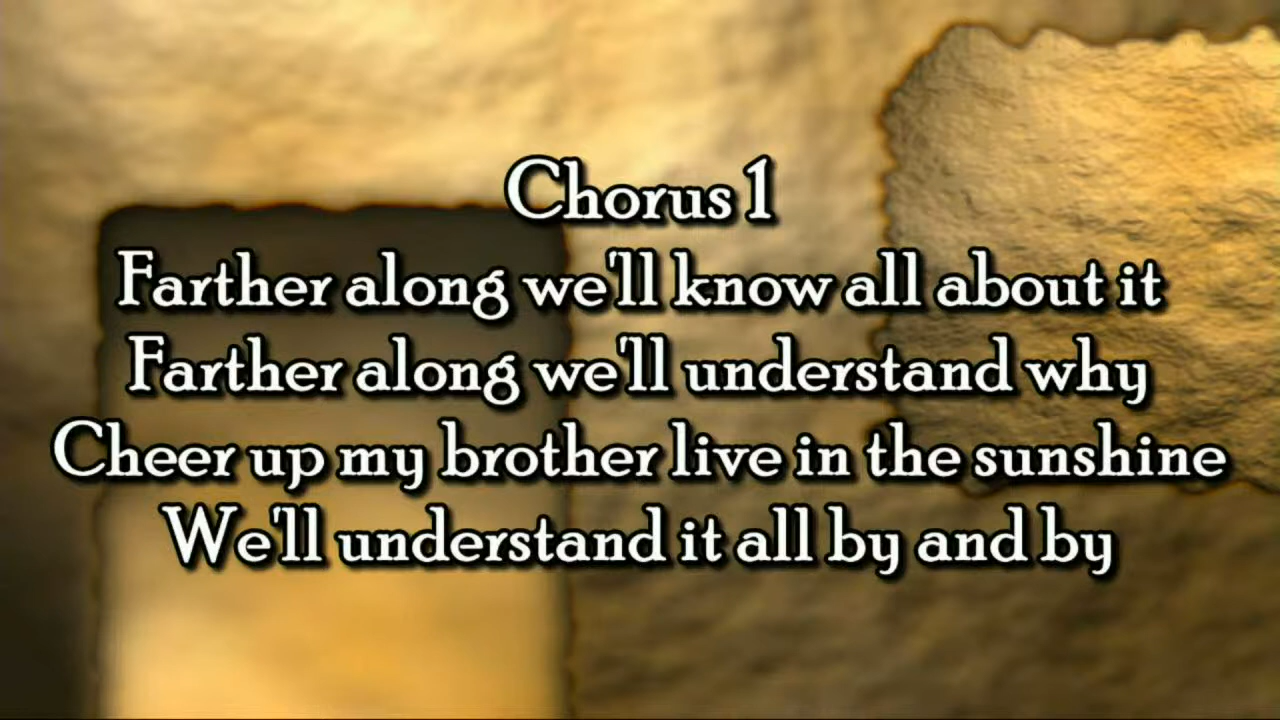 Chorus 1
Farther along we'll know all about it
Farther along we'll understand why
Cheer up my brother live in the sunshine
We'll understand it all by and by